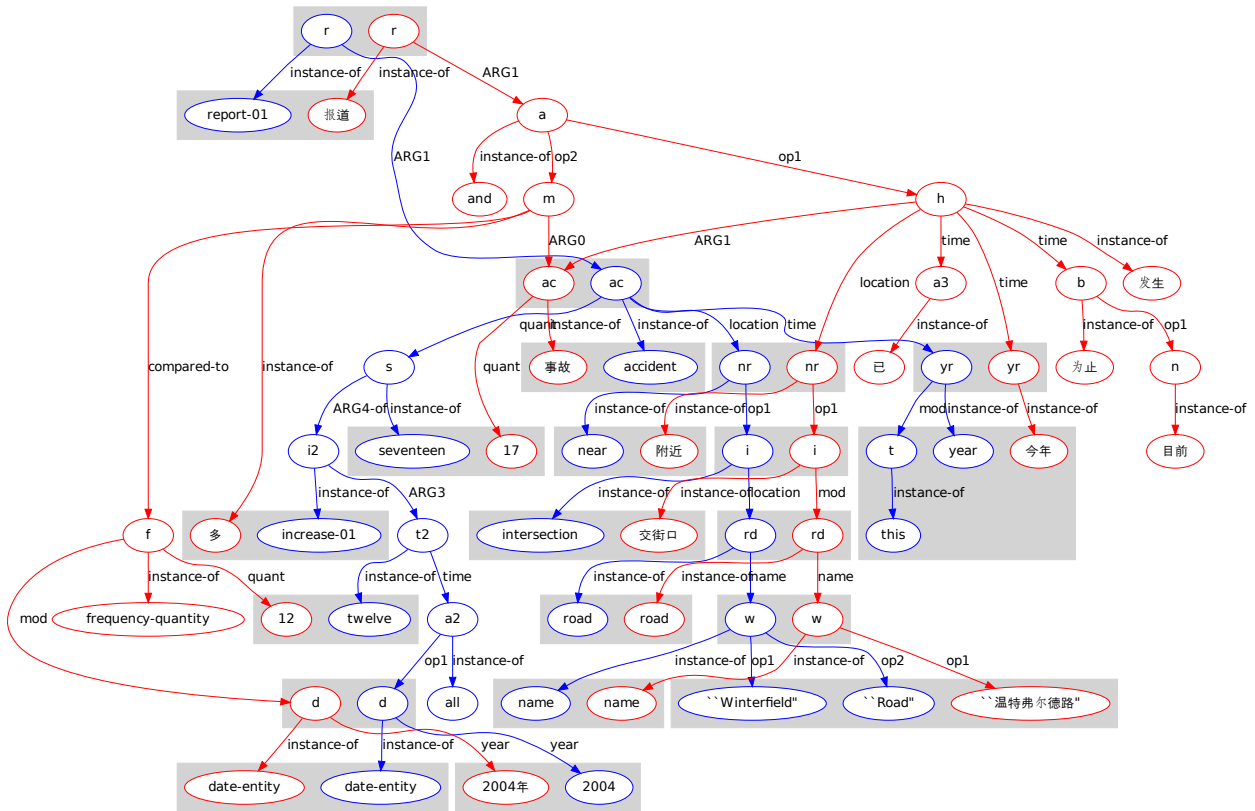 r r
instance-of instance-of ARG1
report-01 报道 a
ARG1 instance-of op2 op1
and m h
ARG0 ARG1 time time instance-of
ac ac location a3 time b 发生
compared-to instance-of quant instance-of instance-of location time instance-of instance-of op1
s quant 事故 accident nr nr 已 yr yr 为止 n
ARG4-of instance-of instance-of instance-of op1 op1 mod instance-of instance-of instance-of
i2 seventeen 17 near 附近 i i t year 今年 目前
instance-of ARG3 instance-of instance-of location mod instance-of
f 多 increase-01 t2 intersection 交街口 rd rd this
instance-of quant instance-of time instance-of instance-of name name
mod frequency-quantity 12 twelve a2 road road w w
op1 instance-of instance-of op1 instance-of op2 op1
d d all name name ``Winterfield" ``Road" ``温特弗尔德路"
instance-of instance-of year year
date-entity date-entity 2004年 2004